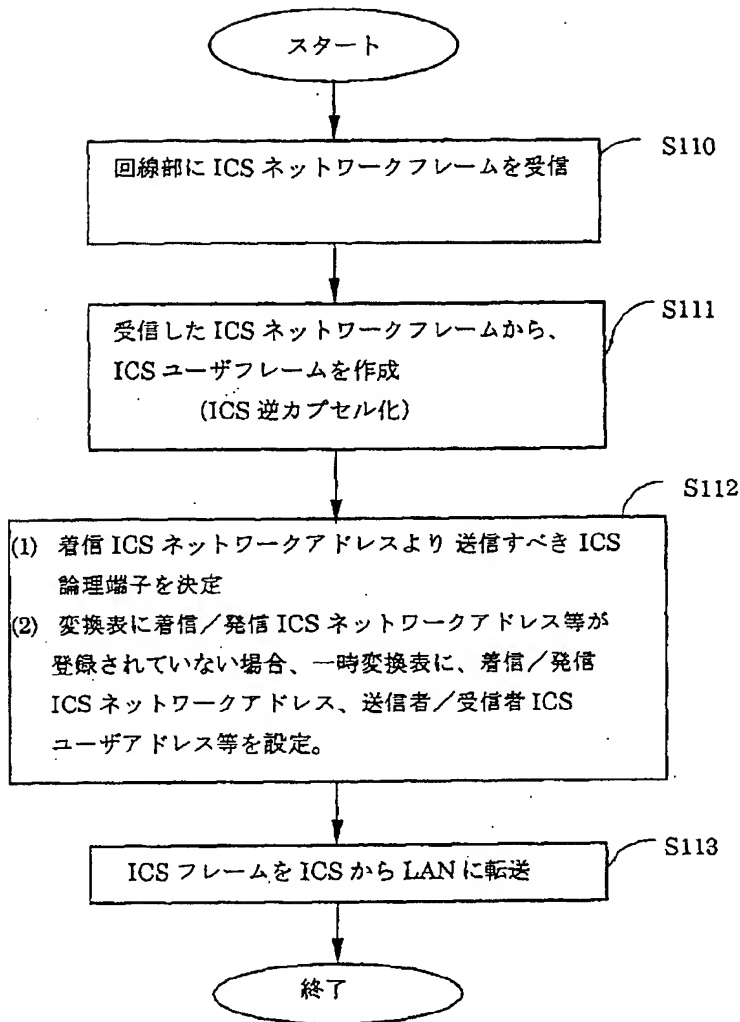 スタート
S110
回線部に ICS ネットワークフレームを受信
S111
受信した ICS ネットワークフレームから、
ICS ユーザフレームを作成
(ICS 逆カプセル化)
S112
(1) 着信 ICS ネットワークアドレスより 送信すべき ICS
論理端子を決定
(2) 変換表に着信／発信 ICS ネットワークアドレス等が
登録されていない場合、一時変換表に、着信／発信
ICS ネットワークアドレス、送信者／受信者 ICS
ユーザアドレス等を設定。
S113
ICS フレームを ICS から LAN に転送
終了